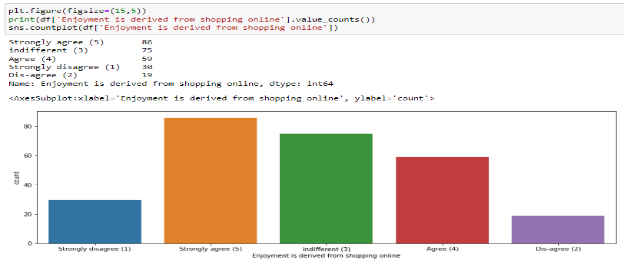 plt.figure(figsize=(15,5))
print(df['Enjoyment is derived from shopping online'].value_counts())
sns.countplot(df['Enjoyment is derived from shopping online'])
Strongly agree (5) 86
indifferent (3) 75
Agree (4) 59
Strongly disagree (1) 30
Dis-agree (2) 19
Name: Enjoyment is derived from shopping online, dtype: int64
<AxesSubplot:xlabel='Enjoyment is derived from shopping online', ylabel='count'>
80
60
40
20
0
count
Strongly disagree (1) Strongly agree (5) indifferent (3) Agree (4) Dis-agree (2)
Enjoyment is derived from shopping online